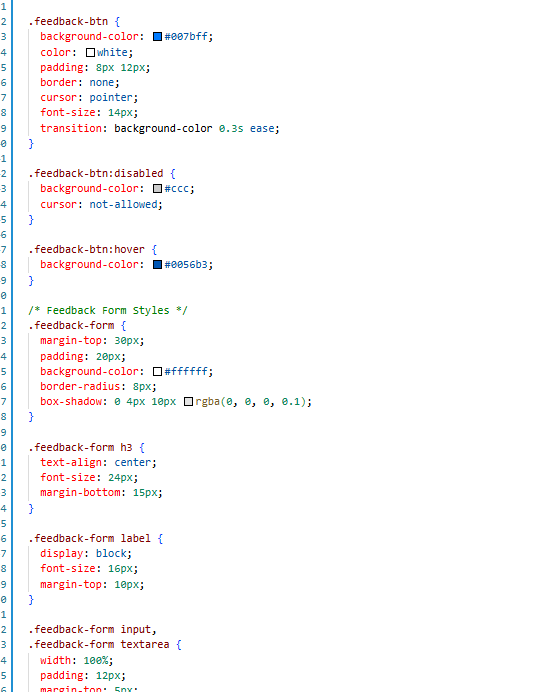 1
2 .feedback-btn {
3 background-color: #007bff;
4 color: white;
5 padding: 8px 12px;
6 border: none;
7 cursor: pointer;
8 font-size: 14px;
9 transition: background-color 0.3s ease;
0 }
1
2 .feedback-btn:disabled {
3 background-color: #ccc;
4 cursor: not-allowed;
5 }
6
7 .feedback-btn:hover {
8 background-color: #0056b3;
9 }
0
1 /* Feedback Form Styles */
2 .feedback-form {
3 margin-top: 30px;
4 padding: 20px;
5 background-color: #ffffff;
6 border-radius: 8px;
7 box-shadow: 0 4px 10px rgba(0, 0, 0, 0.1);
8 }
9
0 .feedback-form h3 {
1 text-align: center;
2 font-size: 24px;
3 margin-bottom: 15px;
4 }
5
6 .feedback-form label {
7 display: block;
8 font-size: 16px;
9 margin-top: 10px;
0 }
1
2 .feedback-form input,
3 .feedback-form textarea {
4 width: 100%;
5 padding: 12px;
6 margin-top: 5px;